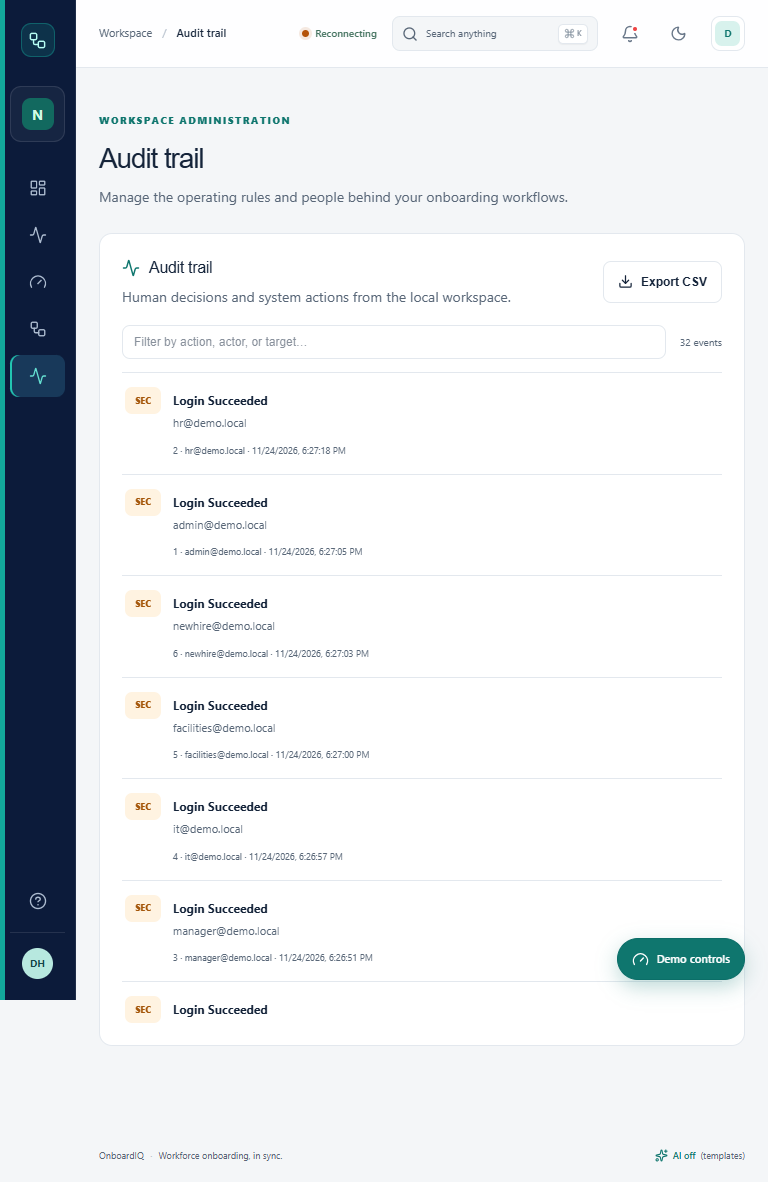 Workspace / Audit trail
Reconnecting
Search anything
⌘ K
D
N
WORKSPACE ADMINISTRATION
Audit trail
Manage the operating rules and people behind your onboarding workflows.
Audit trail
Export CSV
Human decisions and system actions from the local workspace.
Filter by action, actor, or target…
32 events
SEC Login Succeeded
hr@demo.local
2 · hr@demo.local · 11/24/2026, 6:27:18 PM
SEC Login Succeeded
admin@demo.local
1 · admin@demo.local · 11/24/2026, 6:27:05 PM
SEC Login Succeeded
newhire@demo.local
6 · newhire@demo.local · 11/24/2026, 6:27:03 PM
SEC Login Succeeded
facilities@demo.local
5 · facilities@demo.local · 11/24/2026, 6:27:00 PM
SEC Login Succeeded
it@demo.local
4 · it@demo.local · 11/24/2026, 6:26:57 PM
SEC Login Succeeded
manager@demo.local
3 · manager@demo.local · 11/24/2026, 6:26:51 PM
Demo controls
DH
SEC Login Succeeded
OnboardIQ · Workforce onboarding, in sync.
AI off (templates)